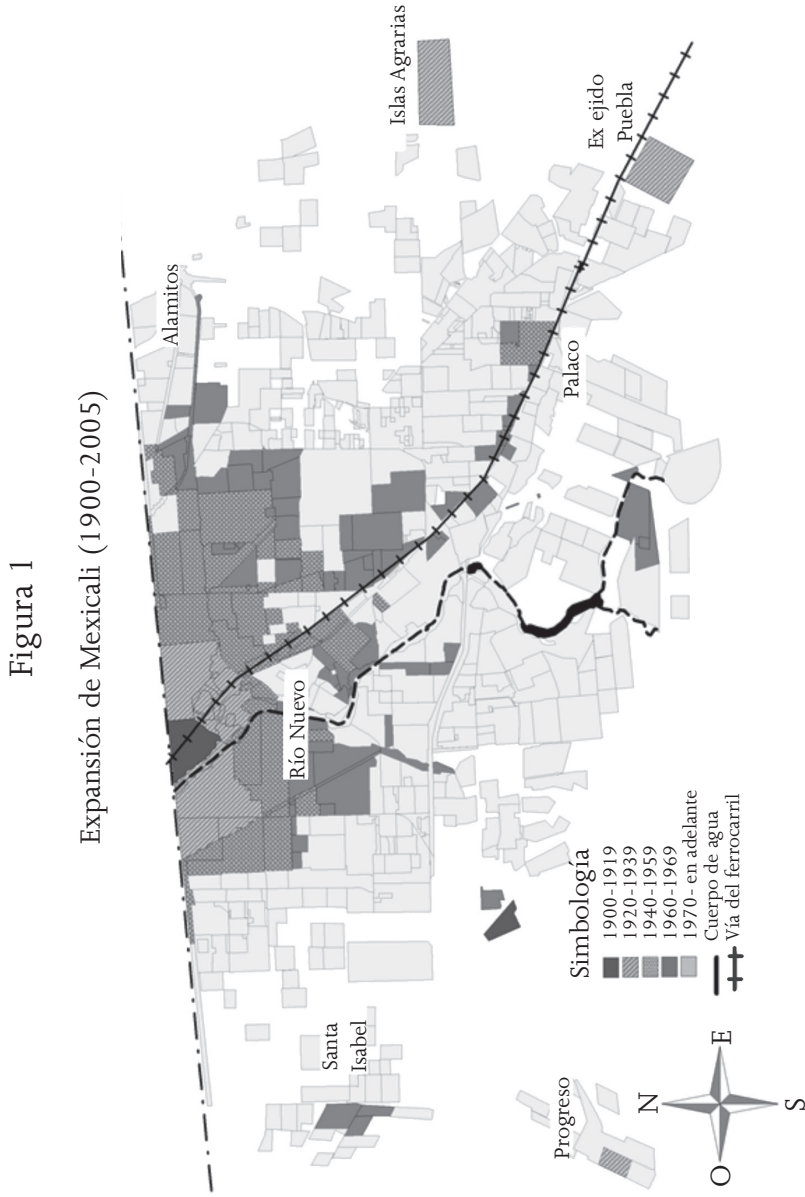 Figura 1
Expansión de Mexicali (1900-2005)
Alamitos
Islas Agrarias
Ex ejido
Puebla
Palaco
Río Nuevo
Santa
Isabel
Progreso
Simbología
1900-1919
1920-1939
1940-1959
1960-1969
1970- en adelante
Cuerpo de agua
Vía del ferrocarril
N
O
E
S